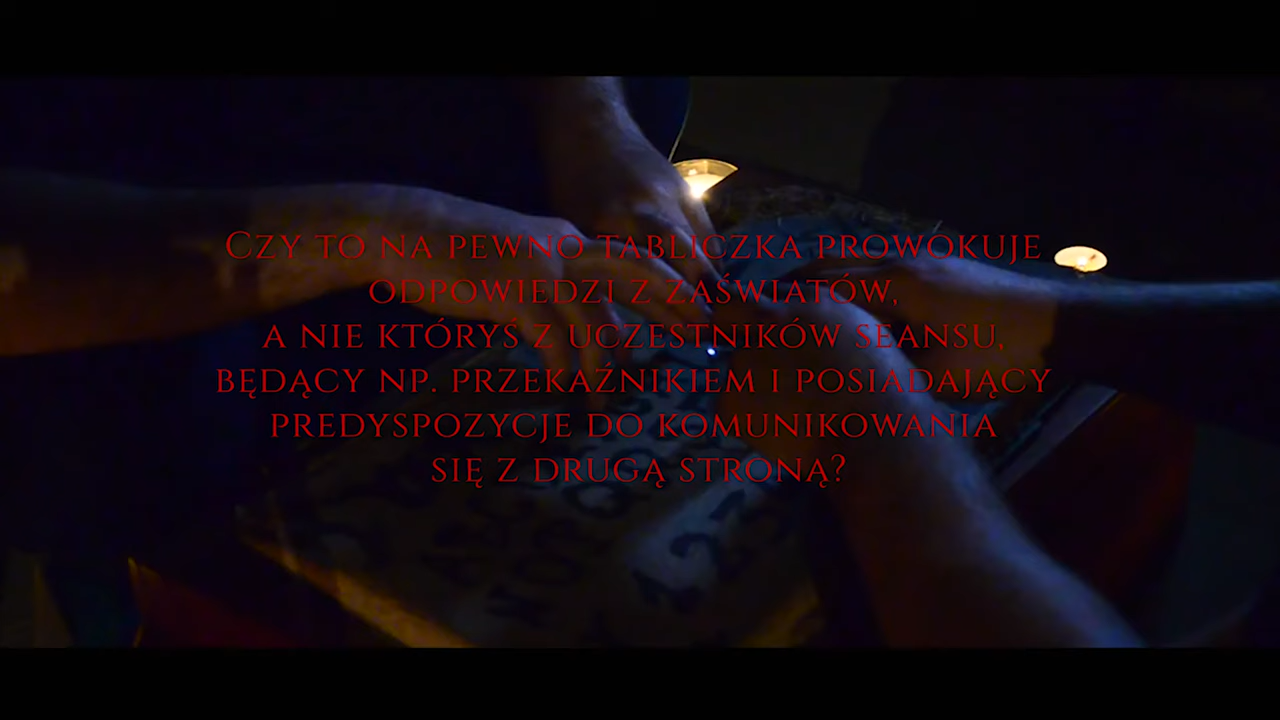 Czy to na pewno tabliczka prowokuje
odpowiedzi z zaświatów,
a nie któryś z uczestników seansu,
będący np. przekaźnikiem i posiadający
predyspozycje do komunikowania
się z drugą stroną?